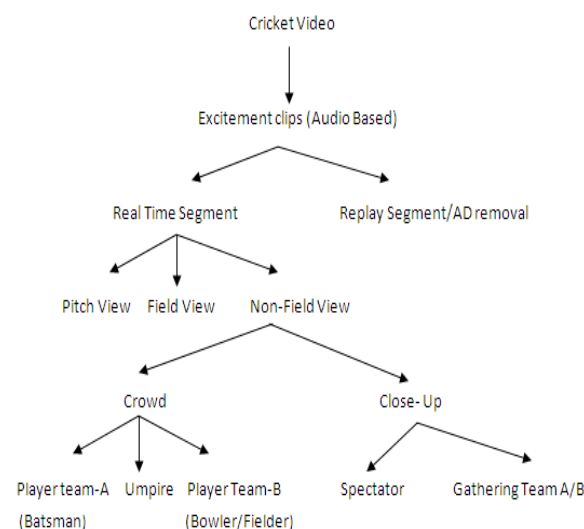 Cricket Video
Excitement clips (Audio Based)
Real Time Segment
Replay Segment/AD removal
Pitch View
Field View
Non-Field View
Crowd
Close- Up
Player team-A
(Batsman)
Umpire
Player Team-B
(Bowler/Fielder)
Spectator
Gathering Team A/B